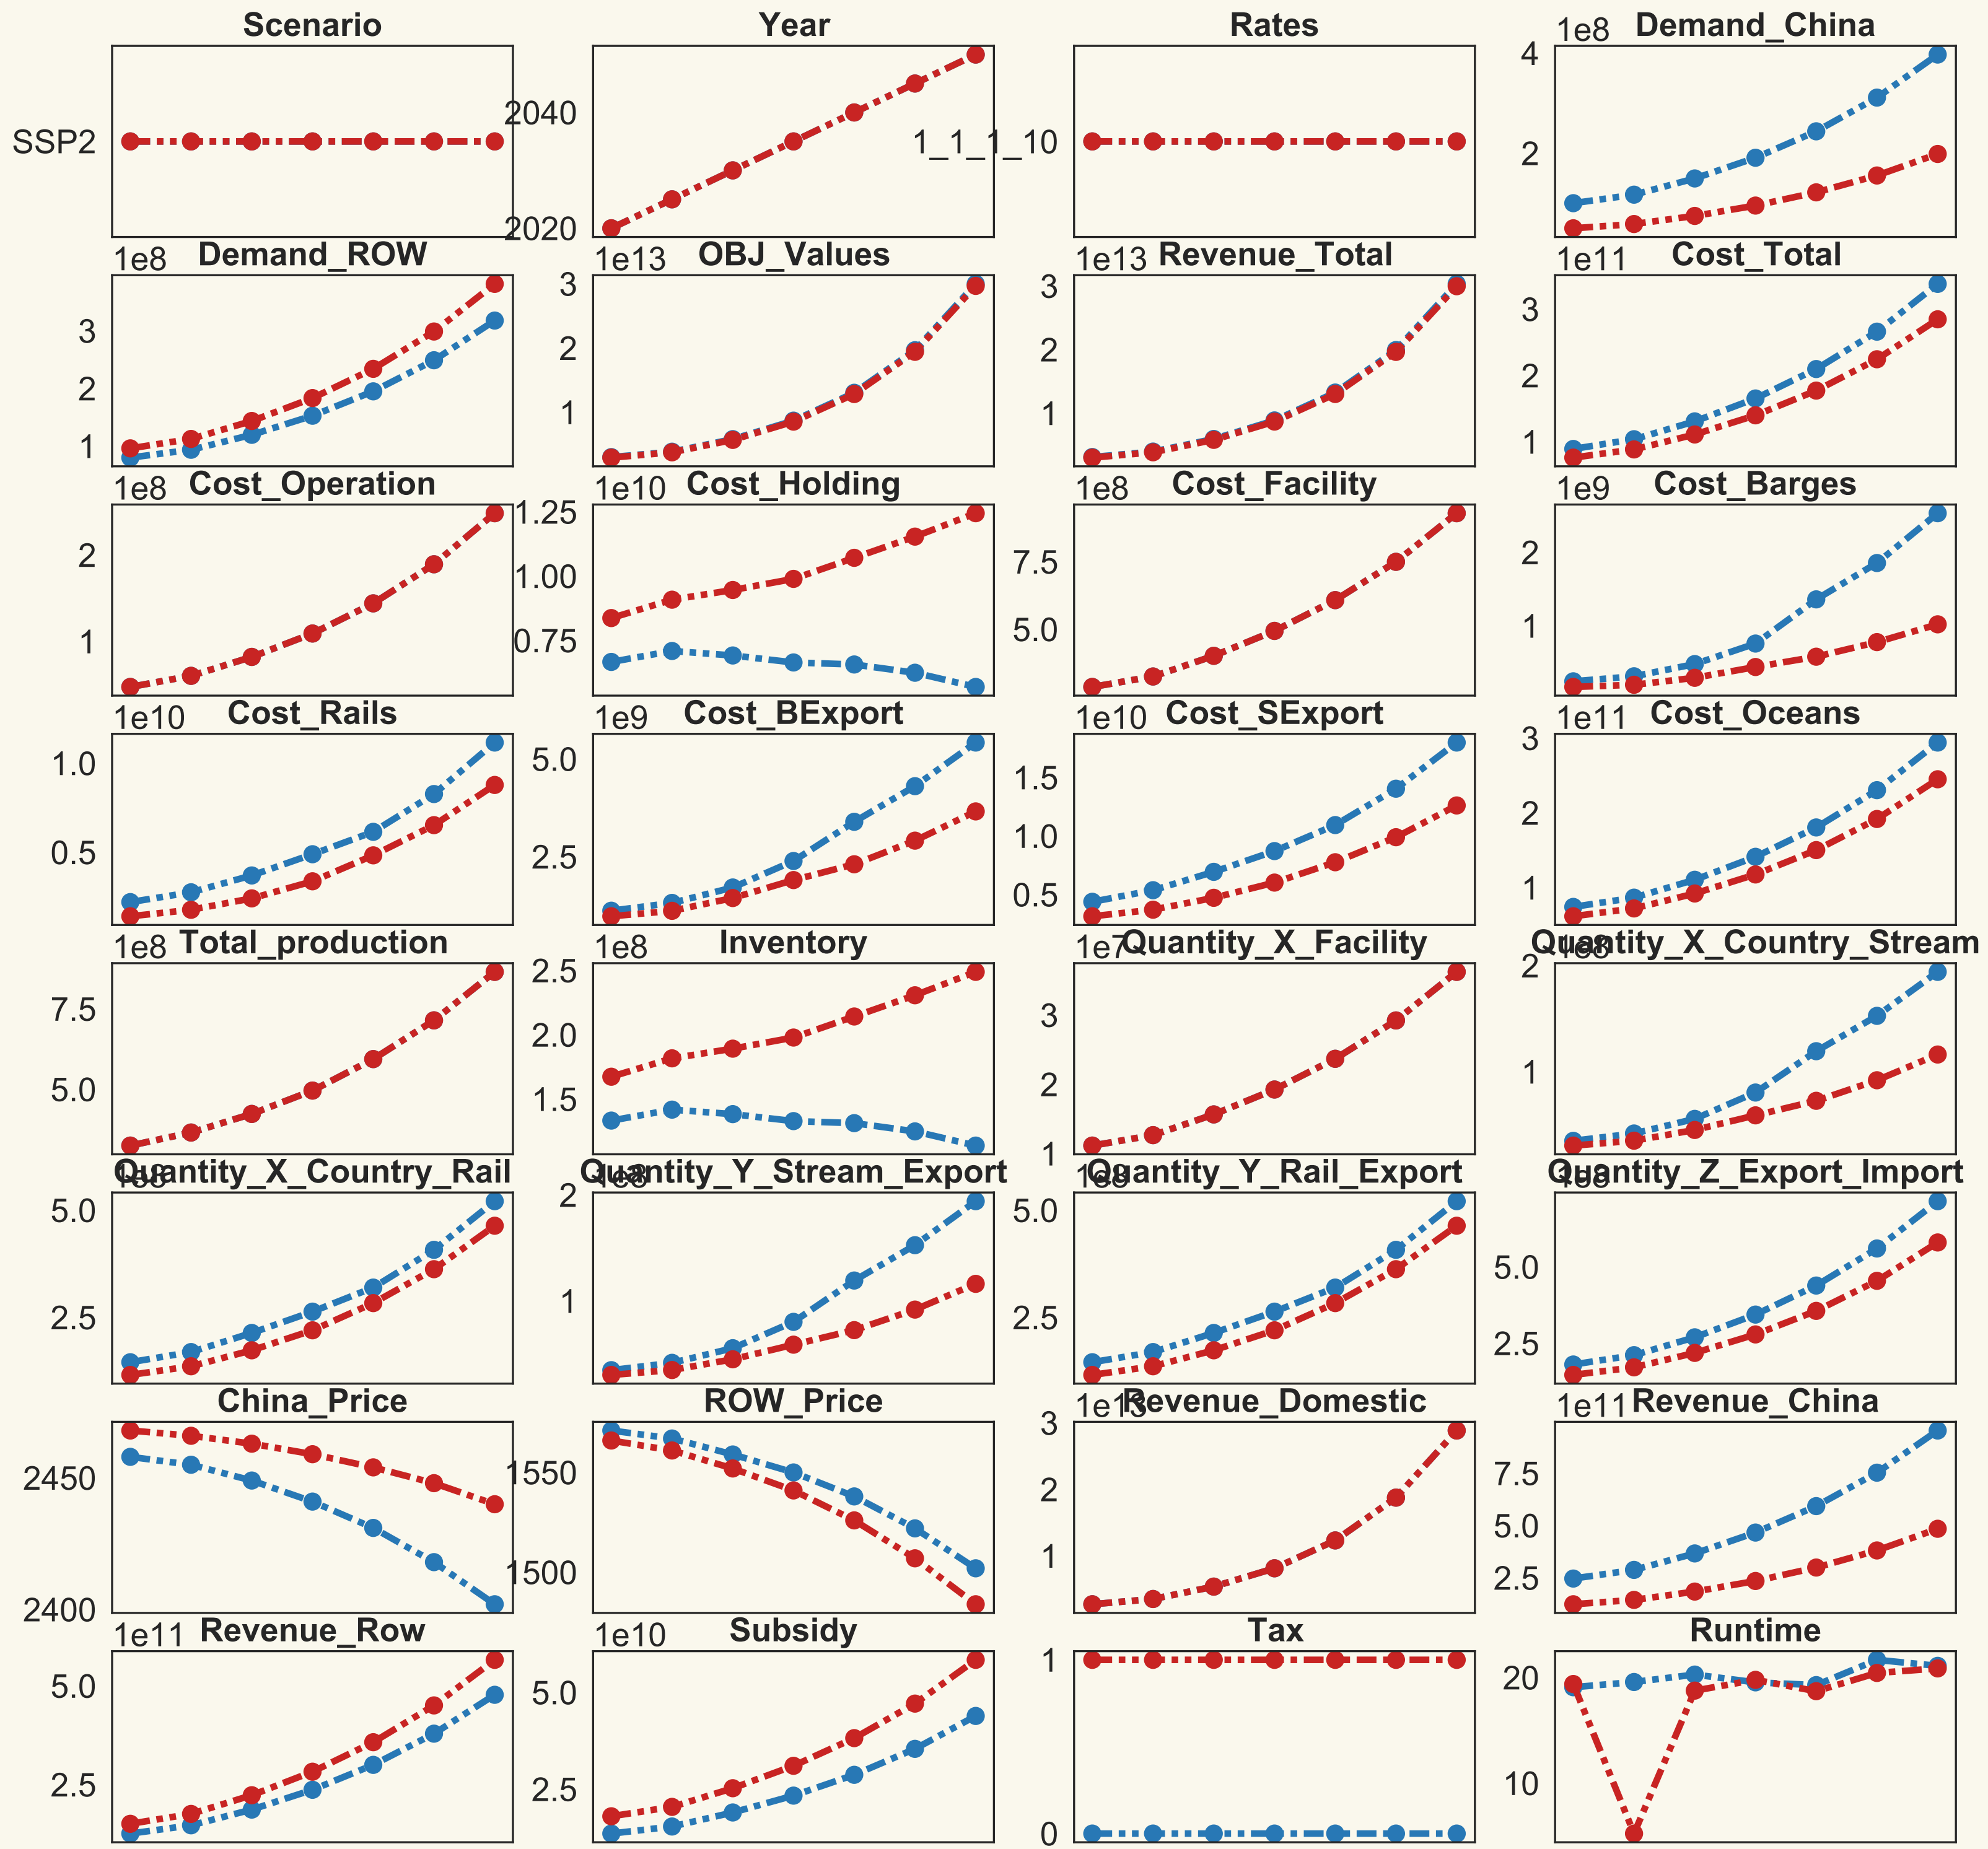 Scenario
Year
Rates
Demand_China
1e8
4
2
SSP2
2040
2020
1_1_1_10
1e8
Demand_ROW
3
2
1
1e13
OBJ_Values
3
2
1
1e13
Revenue_Total
3
2
1
1e11
Cost_Total
3
2
1
1e8
Cost_Operation
2
1
1e10
Cost_Holding
1.25
1.00
0.75
1e8
Cost_Facility
7.5
5.0
1e9
Cost_Barges
2
1
1e10
Cost_Rails
1.0
0.5
1e9
Cost_BExport
5.0
2.5
1e10
Cost_SExport
1.5
1.0
0.5
1e11
Cost_Oceans
3
2
1
1e8
Total_production
7.5
5.0
1e8
Inventory
2.5
2.0
1.5
1e7
Quantity_X_Facility
3
2
1
Quantity_X_Country_Stream
1e8
2
1
Quantity_X_Country_Rail
1e8
5.0
2.5
Quantity_Y_Stream_Export
1e8
2
1
Quantity_Y_Rail_Export
1e8
5.0
2.5
Quantity_Z_Export_Import
1e8
5.0
2.5
China_Price
2450
2400
ROW_Price
1550
1500
1e13
Revenue_Domestic
3
2
1
1e11
Revenue_China
7.5
5.0
2.5
1e11
Revenue_Row
5.0
2.5
1e10
Subsidy
5.0
2.5
Tax
1
0
Runtime
20
10